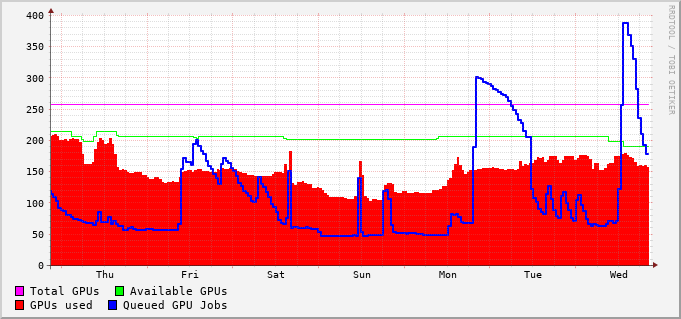 400
350
300
250
200
150
100
50
0
Thu Fri Sat Sun Mon Tue Wed
Total GPUs Available GPUs
GPUs used Queued GPU Jobs
RRDTOOL / TOBI OETIKER